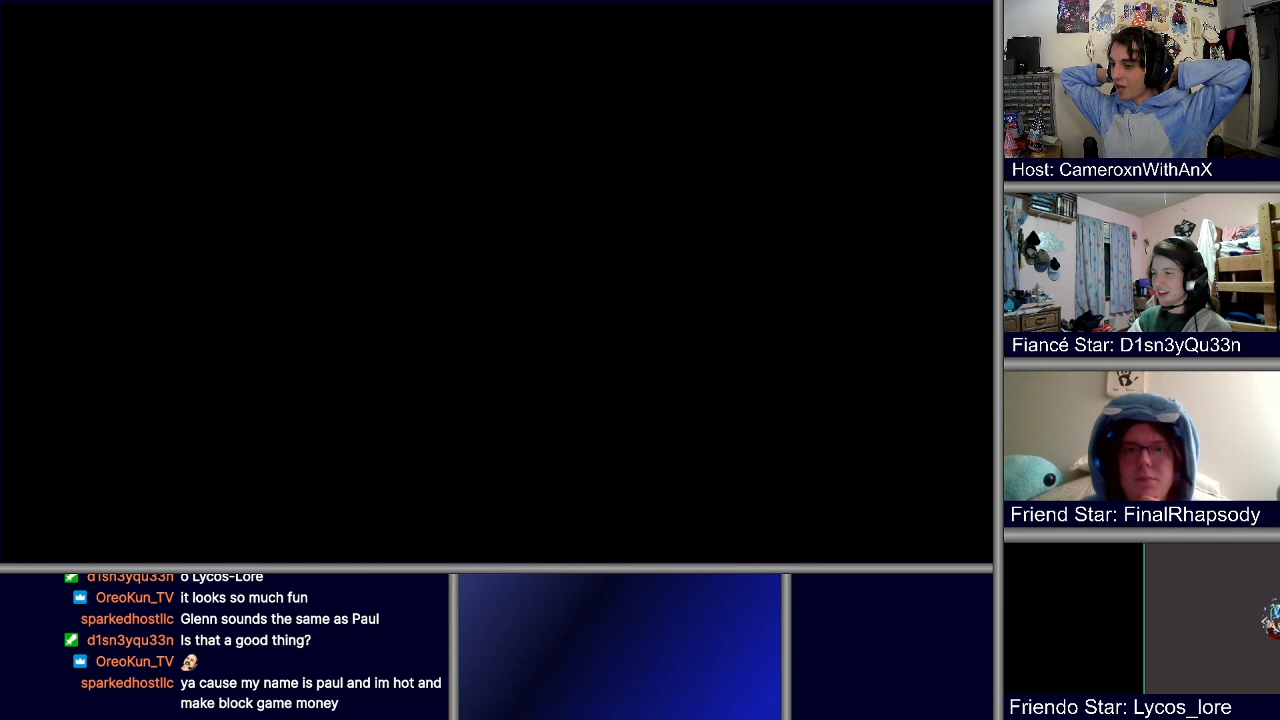 Host: CameroxnWithAnX
Fiancé Star: D1sn3yQu33n
Friend Star: FinalRhapsody
Friendo Star: Lycos_lore
d1sn3yqu33n o Lycos-Lore
OreoKun_TV it looks so much fun
sparkedhostllc Glenn sounds the same as Paul
d1sn3yqu33n Is that a good thing?
OreoKun_TV
sparkedhostllc ya cause my name is paul and im hot and
make block game money